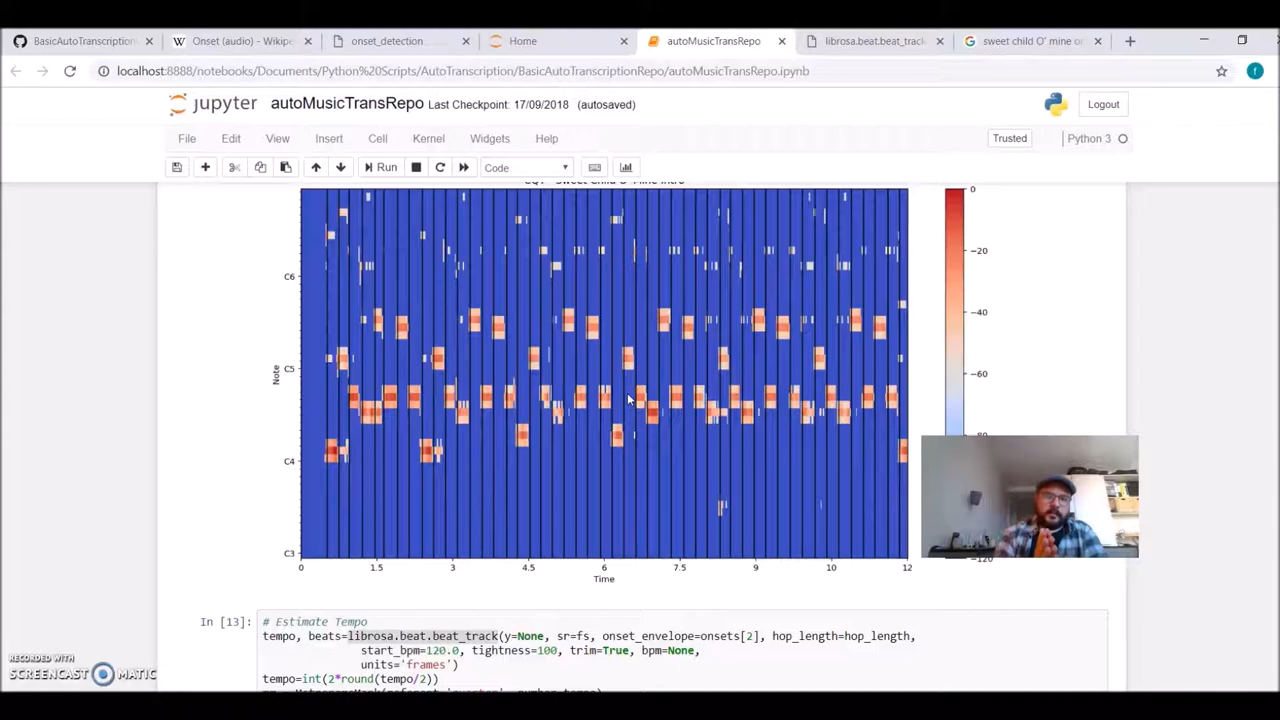 BasicAutoTranscription
Onset (audio) - Wikipe
onset_detection
Home
autoMusicTransRepo
librosa.beat.beat_track
sweet child O' mine on
localhost:8888/notebooks/Documents/Python%20Scripts/AutoTranscription/BasicAutoTranscriptionRepo/autoMusicTransRepo.ipynb
f
jupyter autoMusicTransRepo Last Checkpoint: 17/09/2018 (autosaved)
Logout
File Edit View Insert Cell Kernel Widgets Help
Trusted
Python 3
Run
Code
C6
C5
C4
C3
Note
0 1.5 3 4.5 6 7.5 9 10 12
Time
0
−20
−40
−60
−80
−120
In [13]:
# Estimate Tempo
tempo, beats=librosa.beat.beat_track(y=None, sr=fs, onset_envelope=onsets[2], hop_length=hop_length,
start_bpm=120.0, tightness=100, trim=True, bpm=None,
units='frames')
tempo=int(2*round(tempo/2))
RECORDED WITH
SCREENCAST MATIC